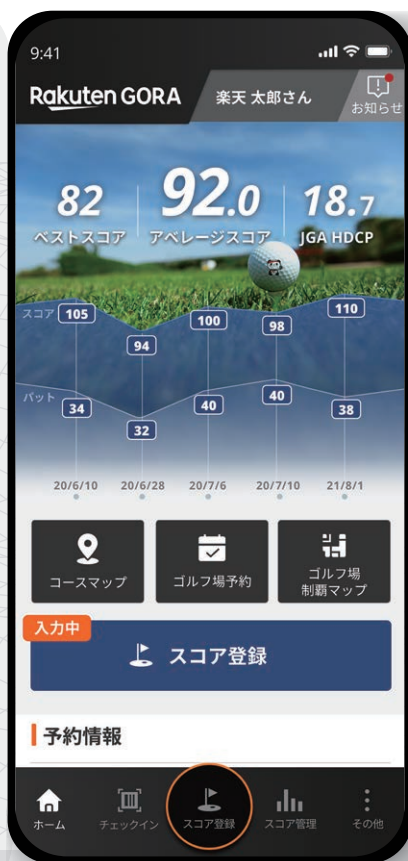 9:41
Rakuten GORA
楽天 太郎さん
お知らせ
82
92.0
18.7
ベストスコア
アベレージスコア
JGA HDCP
スコア
105
94
100
98
110
パット
34
32
40
40
38
20/6/10
20/6/28
20/7/6
20/7/10
21/8/1
コースマップ
ゴルフ場予約
ゴルフ場
制覇マップ
入力中
スコア登録
予約情報
ホーム
チェックイン
スコア登録
スコア管理
その他